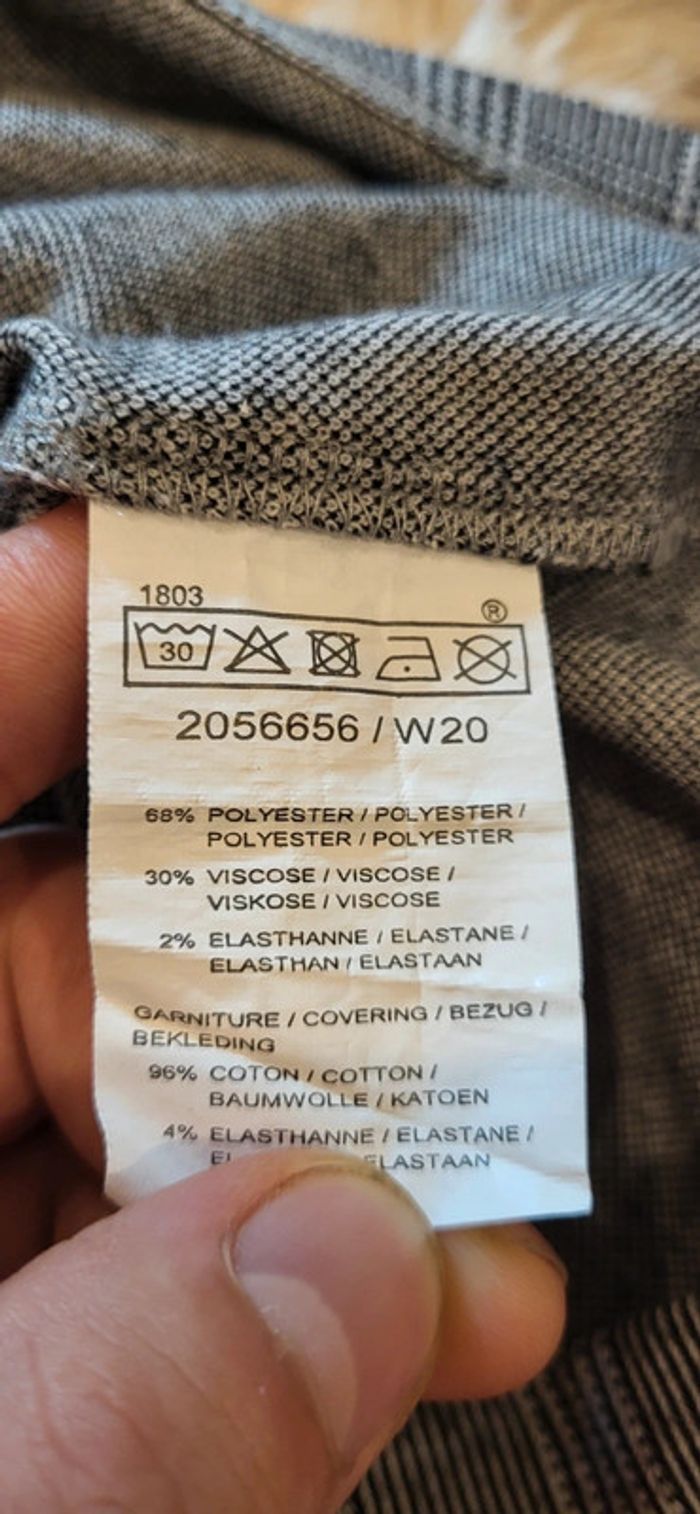 1803
®
30
2056656 / W20
68% POLYESTER / POLYESTER /
POLYESTER / POLYESTER
30% VISCOSE / VISCOSE /
VISKOSE / VISCOSE
2% ELASTHANNE / ELASTANE /
ELASTHAN / ELASTAAN
GARNITURE / COVERING / BEZUG /
BEKLEDING
96% COTON / COTTON /
BAUMWOLLE / KATOEN
4% ELASTHANNE / ELASTANE /
ELASTAAN